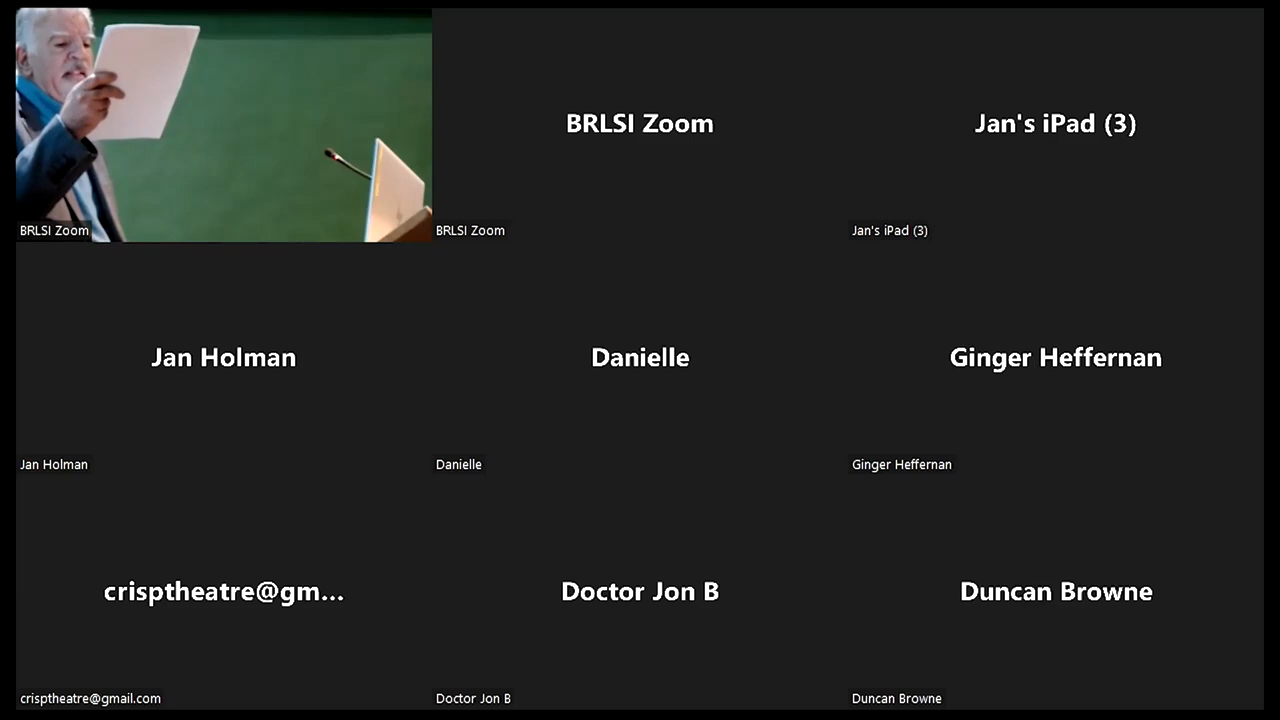 BRLSI Zoom
Jan's iPad (3)
BRLSI Zoom
BRLSI Zoom
Jan's iPad (3)
Jan Holman
Danielle
Ginger Heffernan
Jan Holman
Danielle
Ginger Heffernan
crisptheatre@gm...
Doctor Jon B
Duncan Browne
crisptheatre@gmail.com
Doctor Jon B
Duncan Browne